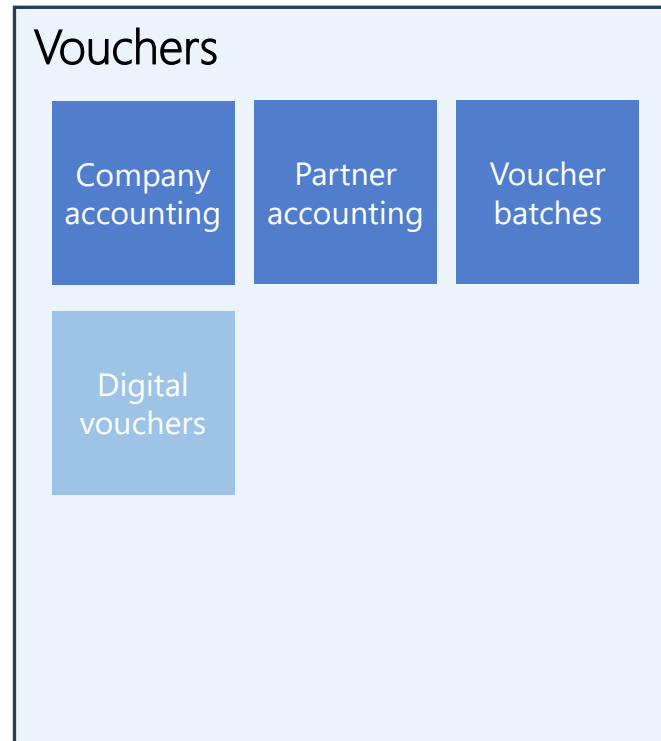 Vouchers
Company
accounting
Partner
accounting
Voucher
batches
Digital
vouchers